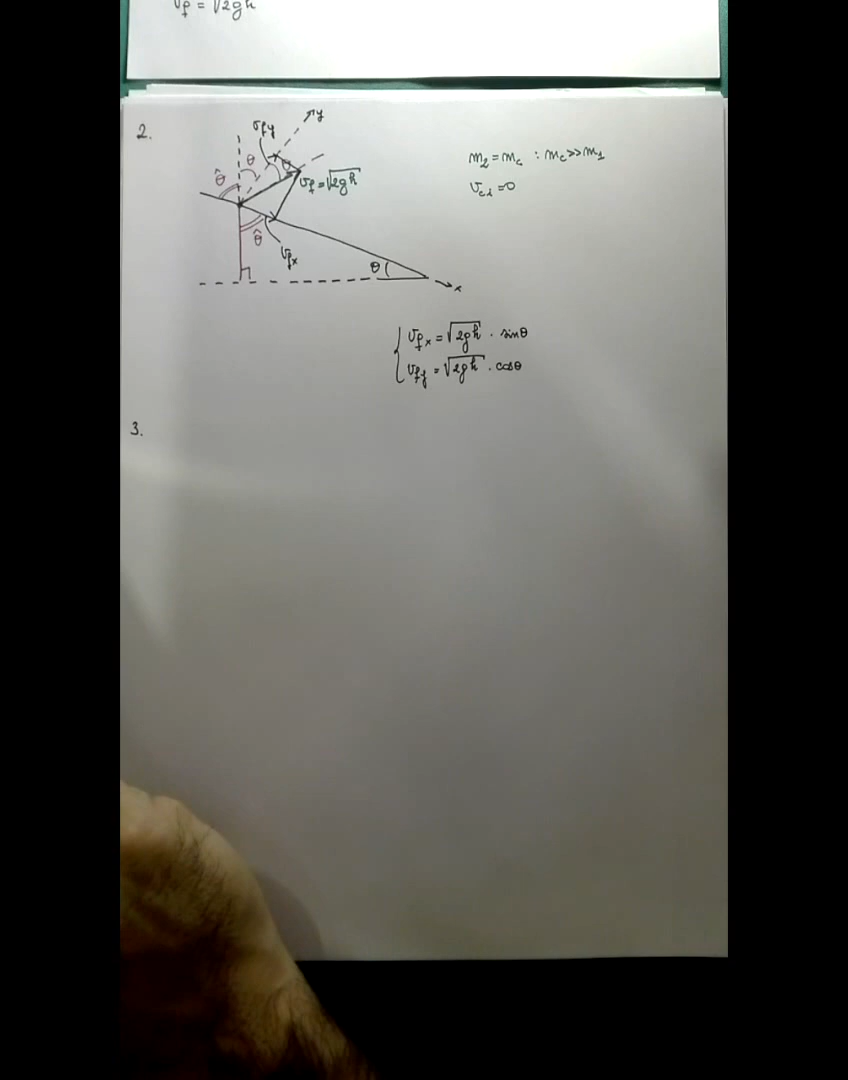 v_f = √2gh
2.
y
v_fy
θ
θ
θ̂
v_f = √2gh
m_2 = m_c : m_c >> m_1
v_ci = 0
θ̂
v_fx
θ
x
v_fx = √2gh · sinθ
v_fy = √2gh · cosθ
3.